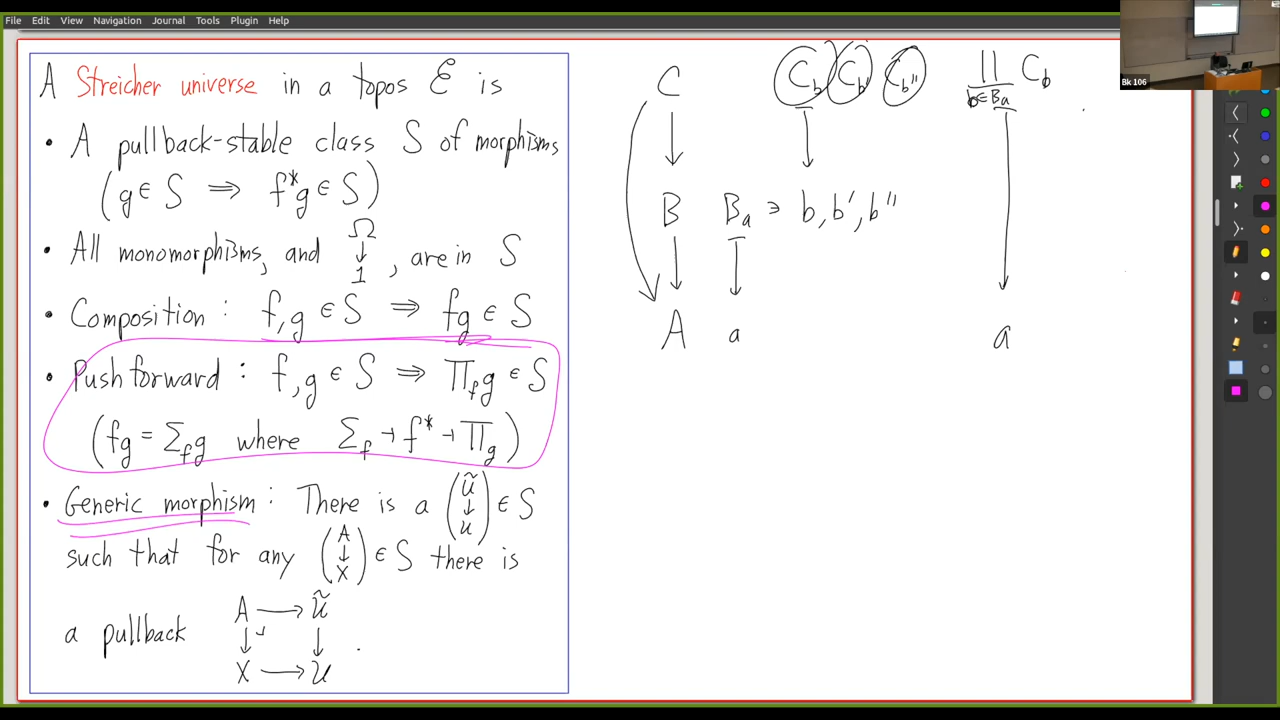 File Edit View Navigation Journal Tools Plugin Help
A Streicher universe in a topos ℰ is
• A pullback-stable class S of morphisms
(g ∈ S ⟹ f*g ∈ S)
• All monomorphisms, and Ω ↓ 1, are in S
• Composition : f, g ∈ S ⟹ fg ∈ S
• Pushforward : f, g ∈ S ⟹ Π_f g ∈ S
(fg = Σ_f g where Σ_f ⊣ f* ⊣ Π_g)
• Generic morphism : There is a (Ũ ↓ U) ∈ S
such that for any (A ↓ X) ∈ S there is
a pullback
A → Ũ
↓ ⌟ ↓
X → U .
C C_b C_b' C_b'' ∏_{b∈B_a} C_b
B B_a ∋ b, b', b''
A a a
Bk 106